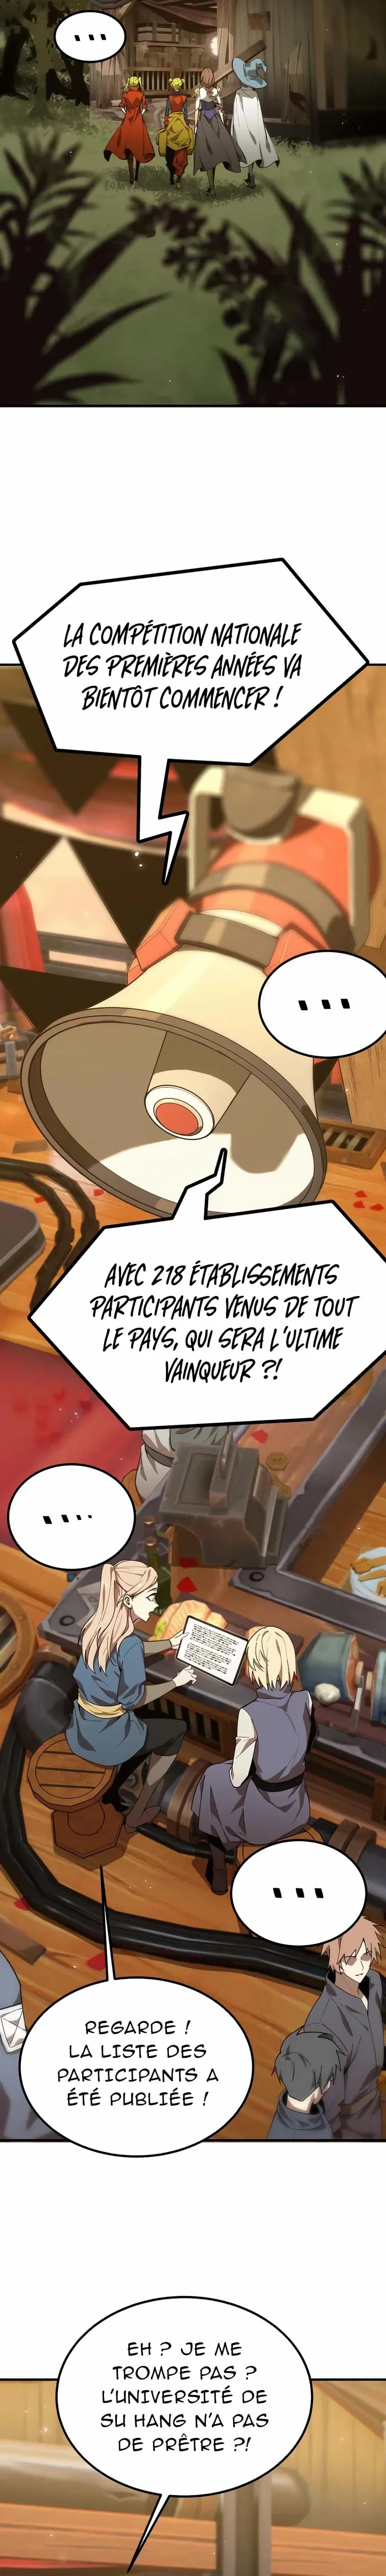 ...
LA COMPÉTITION NATIONALE
DES PREMIÈRES ANNÉES VA
BIENTÔT COMMENCER !
...
AVEC 218 ÉTABLISSEMENTS
PARTICIPANTS VENUS DE TOUT
LE PAYS, QUI SERA L'ULTIME
VAINQUEUR ?!
....
...
REGARDE !
LA LISTE DES
PARTICIPANTS A
ÉTÉ PUBLIÉE !
EH ? JE ME
TROMPE PAS ?
L'UNIVERSITÉ DE
SU HANG N'A PAS
DE PRÊTRE ?!